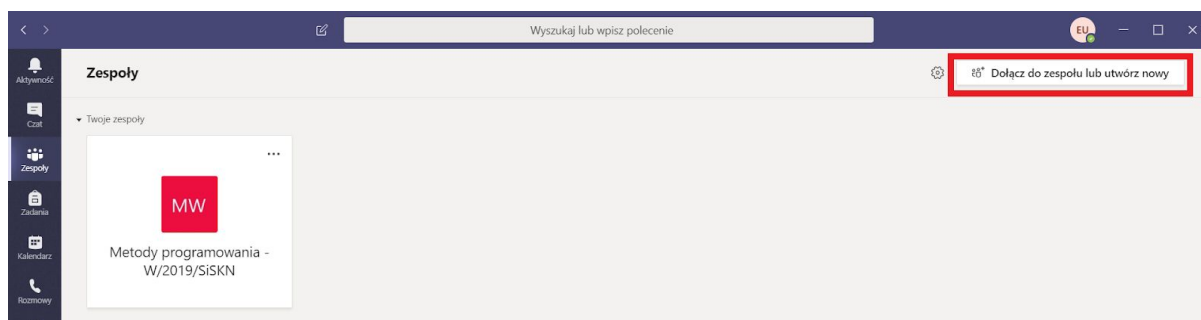 Wyszukaj lub wpisz polecenie
EU
Aktywność
Czat
Zespoły
Zadania
Kalendarz
Rozmowy
Zespoły
Dołącz do zespołu lub utwórz nowy
Twoje zespoły
MW
Metody programowania -
W/2019/SiSKN